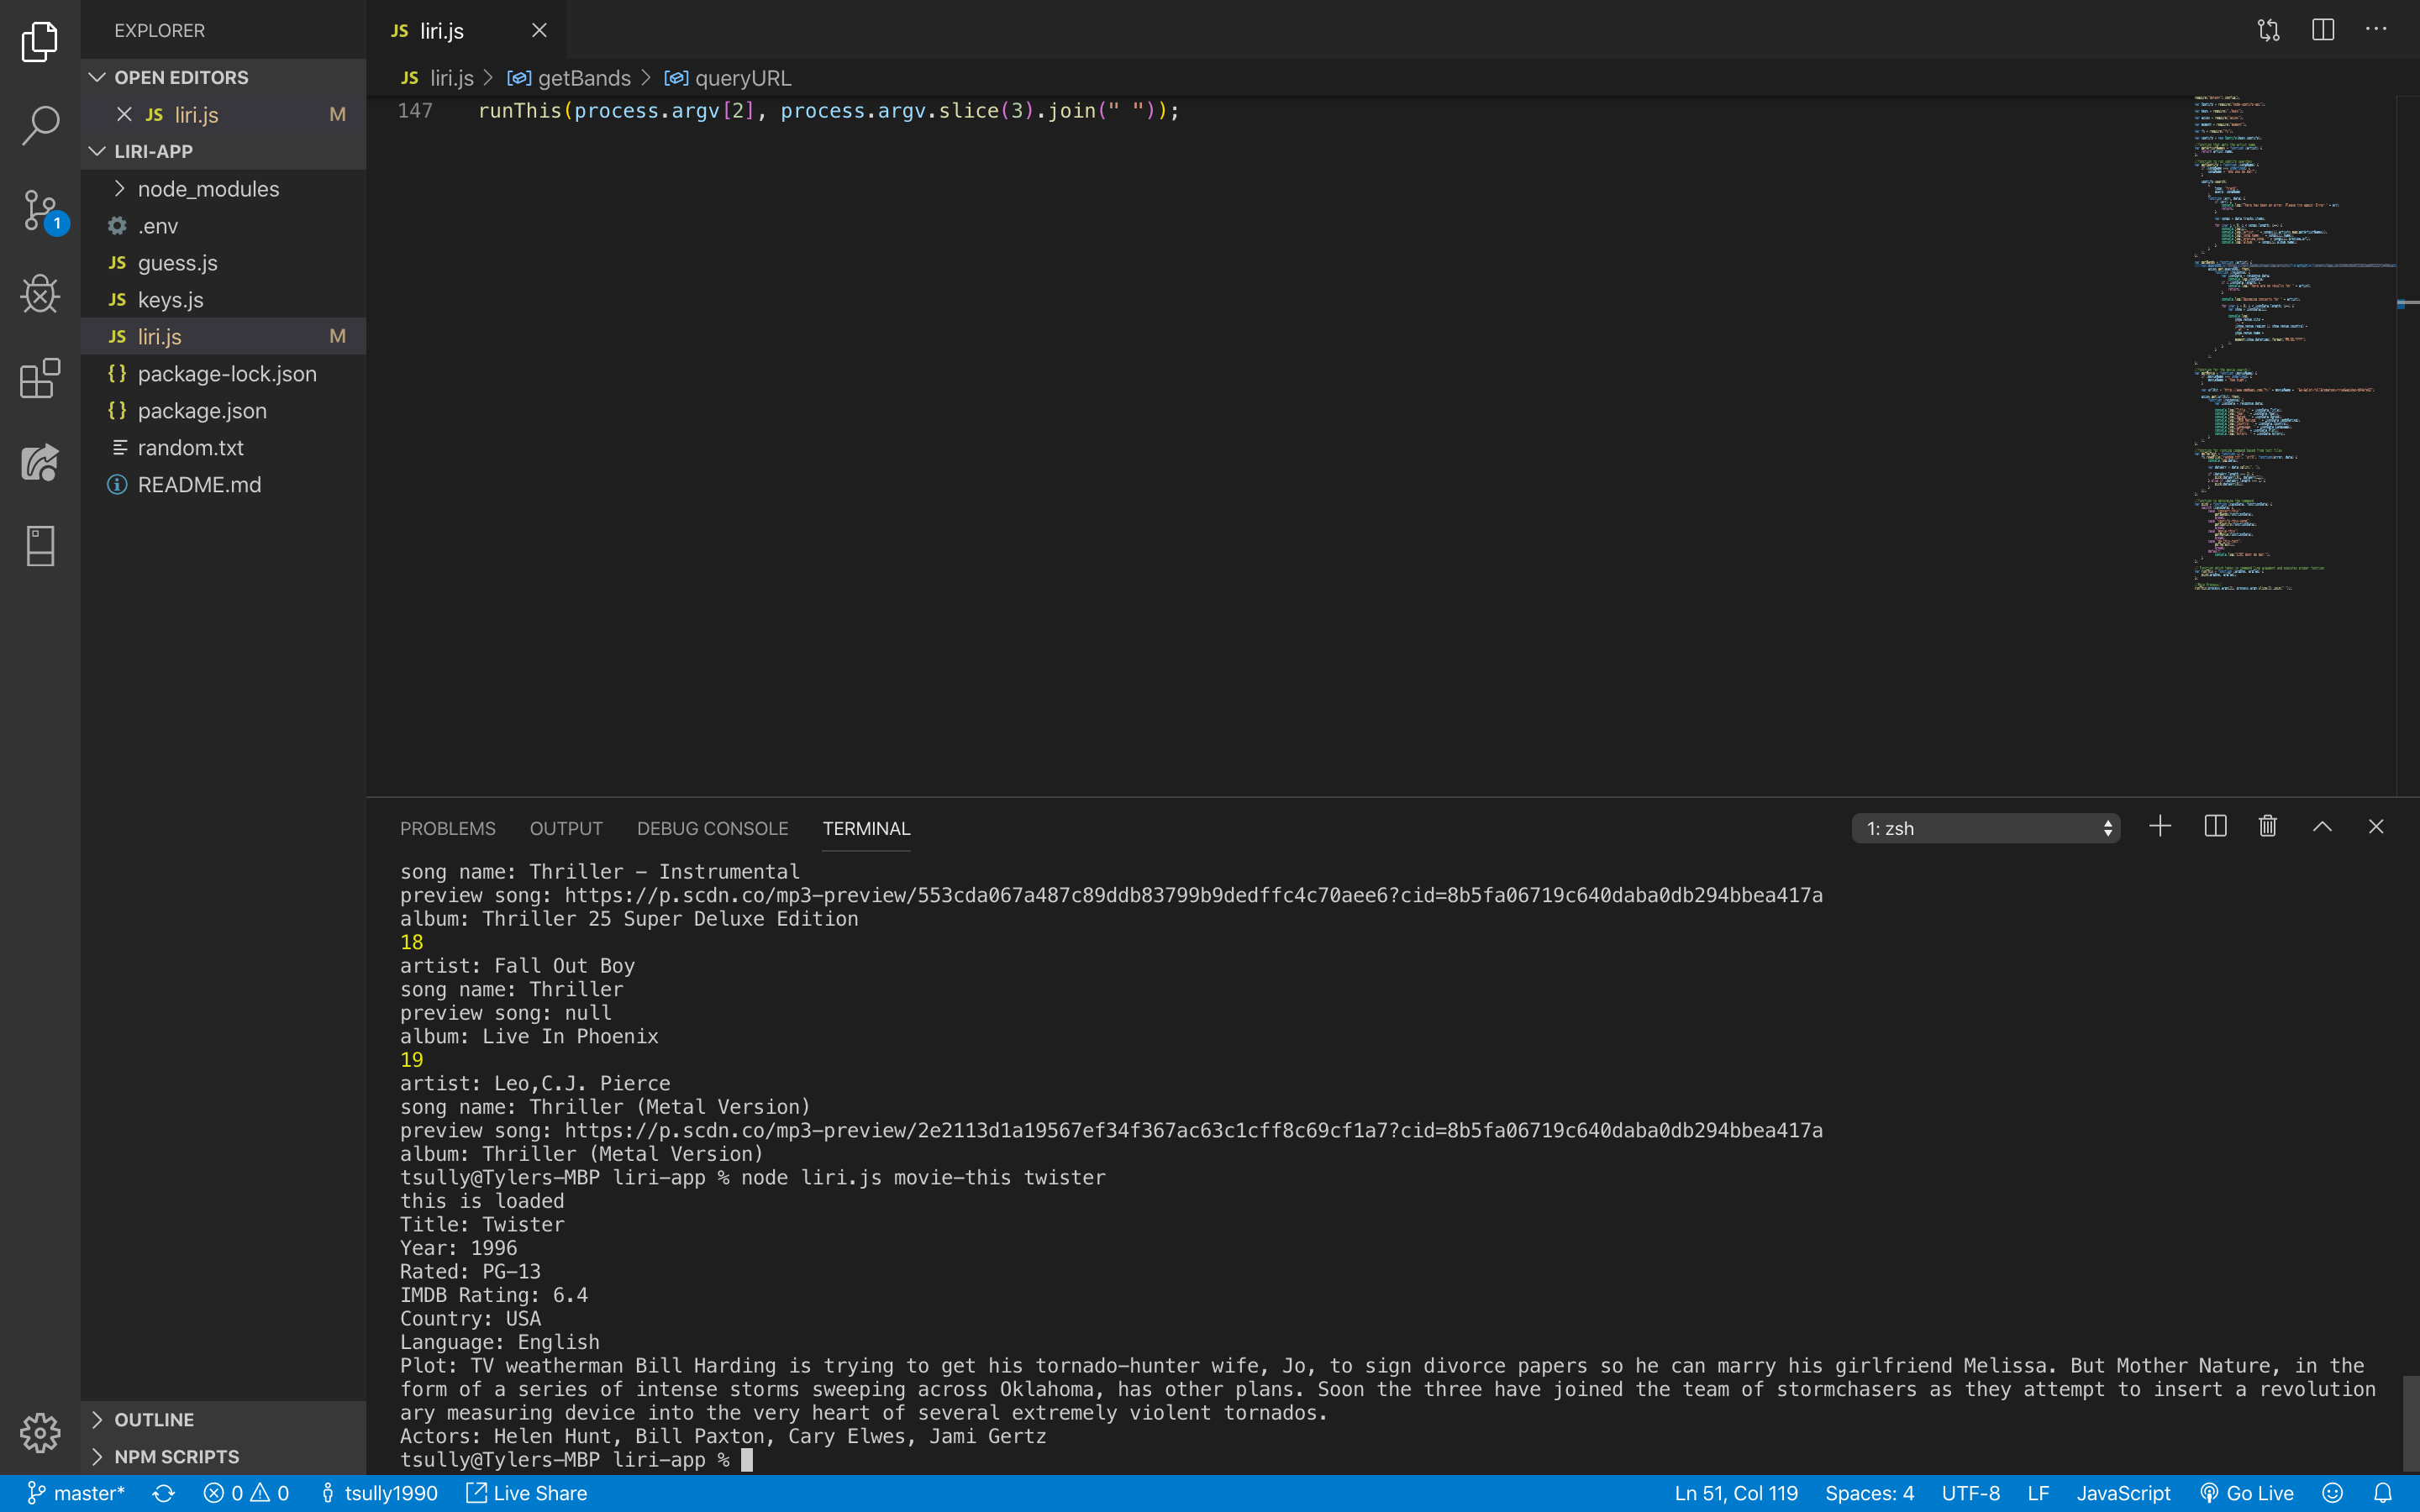 EXPLORER
OPEN EDITORS
JS liri.js M
LIRI-APP
node_modules
.env
JS guess.js
JS keys.js
JS liri.js M
{} package-lock.json
{} package.json
random.txt
README.md
OUTLINE
NPM SCRIPTS
1
JS liri.js
JS liri.js > getBands > queryURL
147 runThis(process.argv[2], process.argv.slice(3).join(" "));
PROBLEMS OUTPUT DEBUG CONSOLE TERMINAL 1: zsh
song name: Thriller - Instrumental
preview song: https://p.scdn.co/mp3-preview/553cda067a487c89ddb83799b9dedffc4c70aee6?cid=8b5fa06719c640daba0db294bbea417a
album: Thriller 25 Super Deluxe Edition
18
artist: Fall Out Boy
song name: Thriller
preview song: null
album: Live In Phoenix
19
artist: Leo,C.J. Pierce
song name: Thriller (Metal Version)
preview song: https://p.scdn.co/mp3-preview/2e2113d1a19567ef34f367ac63c1cff8c69cf1a7?cid=8b5fa06719c640daba0db294bbea417a
album: Thriller (Metal Version)
tsully@Tylers-MBP liri-app % node liri.js movie-this twister
this is loaded
Title: Twister
Year: 1996
Rated: PG-13
IMDB Rating: 6.4
Country: USA
Language: English
Plot: TV weatherman Bill Harding is trying to get his tornado-hunter wife, Jo, to sign divorce papers so he can marry his girlfriend Melissa. But Mother Nature, in the
form of a series of intense storms sweeping across Oklahoma, has other plans. Soon the three have joined the team of stormchasers as they attempt to insert a revolution
ary measuring device into the very heart of several extremely violent tornados.
Actors: Helen Hunt, Bill Paxton, Cary Elwes, Jami Gertz
tsully@Tylers-MBP liri-app %
master* 0 0 tsully1990 Live Share Ln 51, Col 119 Spaces: 4 UTF-8 LF JavaScript Go Live